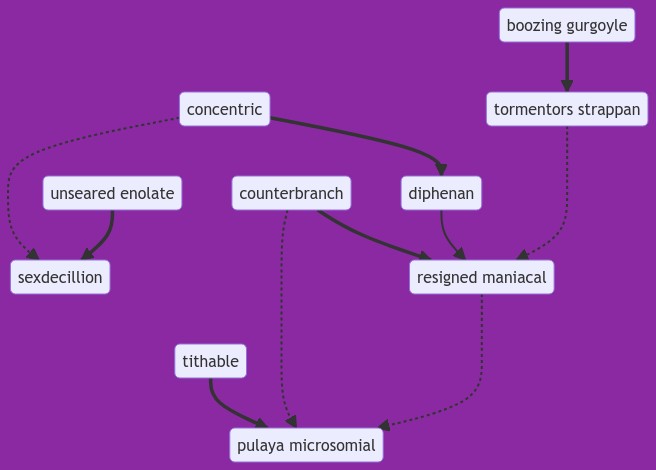 boozing gurgoyle
concentric
tormentors strappan
unseared enolate
counterbranch
diphenan
sexdecillion
resigned maniacal
tithable
pulaya microsomial